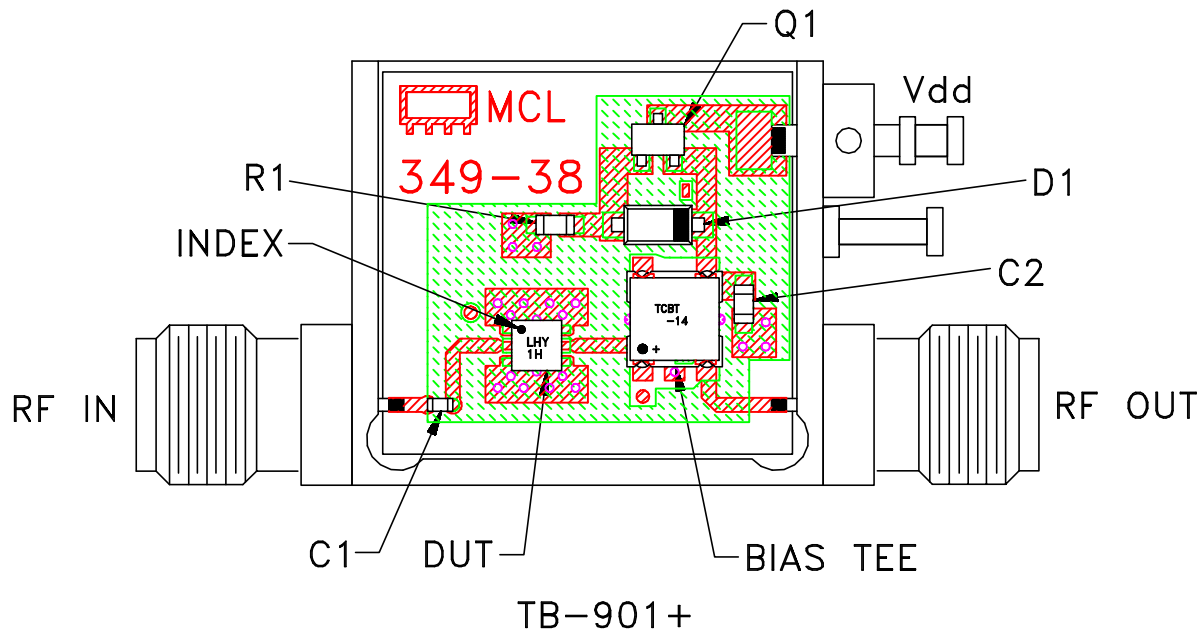 Q1
Vdd
MCL
349-38
R1
D1
INDEX
C2
TCBT
-14
LHY
1H
+
RF IN
RF OUT
C1
DUT
BIAS TEE
TB-901+